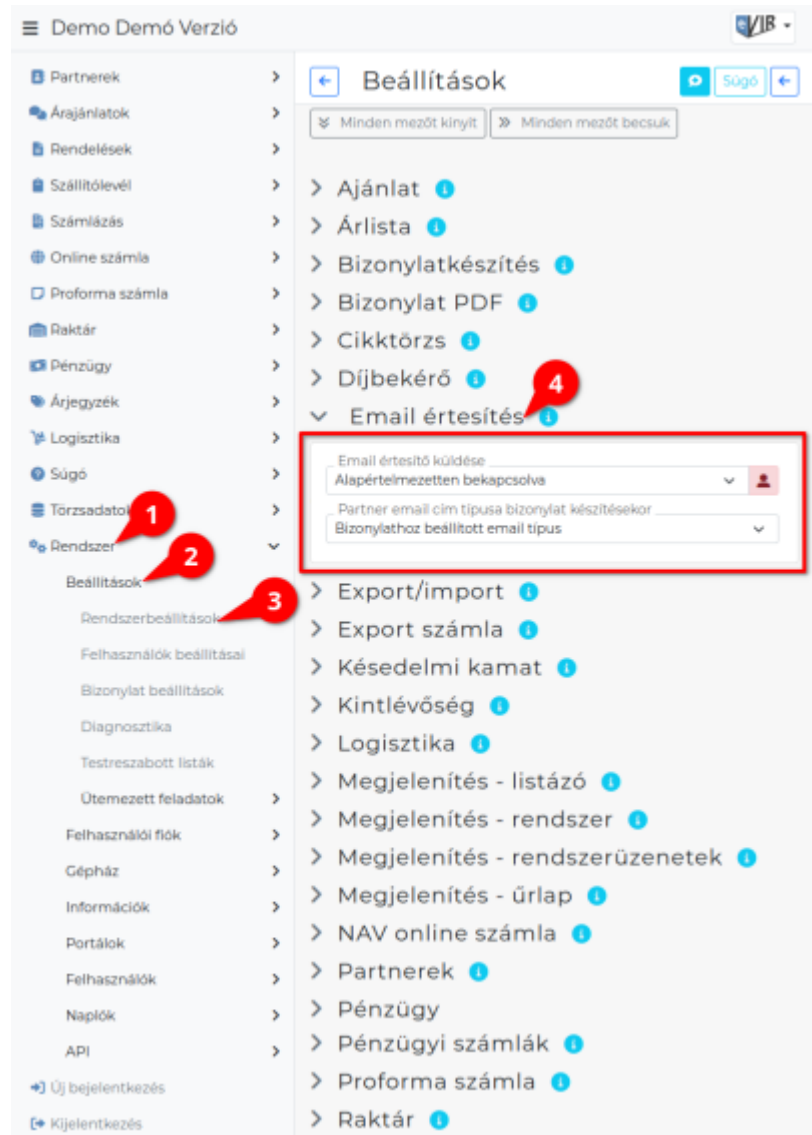 Demo Demó Verzió
VIR
Partnerek
Árajánlatok
Rendelések
Szállítólevél
Számlázás
Online számla
Proforma számla
Raktár
Pénzügy
Árjegyzék
Logisztika
Súgó
Törzsadatok
1
Rendszer
2
Beállítások
3
Rendszerbeállítások
Felhasználók beállításai
Bizonylat beállítások
Diagnosztika
Testreszabott listák
Ütemezett feladatok
Felhasználói fiók
Gépház
Információk
Portálok
Felhasználók
Naplók
API
Új bejelentkezés
Kijelentkezés
Beállítások
Súgó
Minden mezőt kinyit
Minden mezőt becsuk
Ajánlat
Árlista
Bizonylatkészítés
Bizonylat PDF
Cikktörzs
Díjbekérő
4
Email értesítés
Email értesítő küldése
Alapértelmezetten bekapcsolva
Partner email cím típusa bizonylat készítésekor
Bizonylathoz beállított email típus
Export/import
Export számla
Késedelmi kamat
Kintlévőség
Logisztika
Megjelenítés - listázó
Megjelenítés - rendszer
Megjelenítés - rendszerüzenetek
Megjelenítés - űrlap
NAV online számla
Partnerek
Pénzügy
Pénzügyi számlák
Proforma számla
Raktár